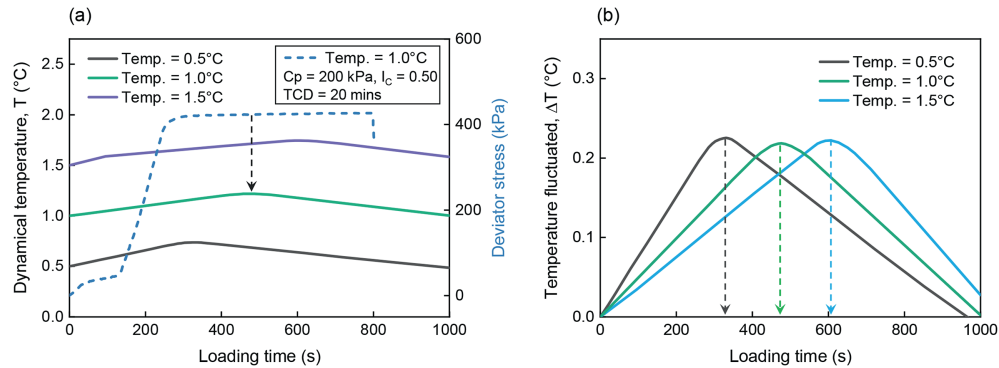 (a)
Dynamical temperature, T (°C)
2.5
2.0
1.5
1.0
0.5
0.0
Temp. = 0.5°C
Temp. = 1.0°C
Temp. = 1.5°C
Temp. = 1.0°C
Cp = 200 kPa, I_C = 0.50
TCD = 20 mins
600
400
200
0
Deviator stress (kPa)
0
200
400
600
800
1000
Loading time (s)
(b)
Temperature fluctuated, ΔT (°C)
0.3
0.2
0.1
0.0
Temp. = 0.5°C
Temp. = 1.0°C
Temp. = 1.5°C
0
200
400
600
800
1000
Loading time (s)